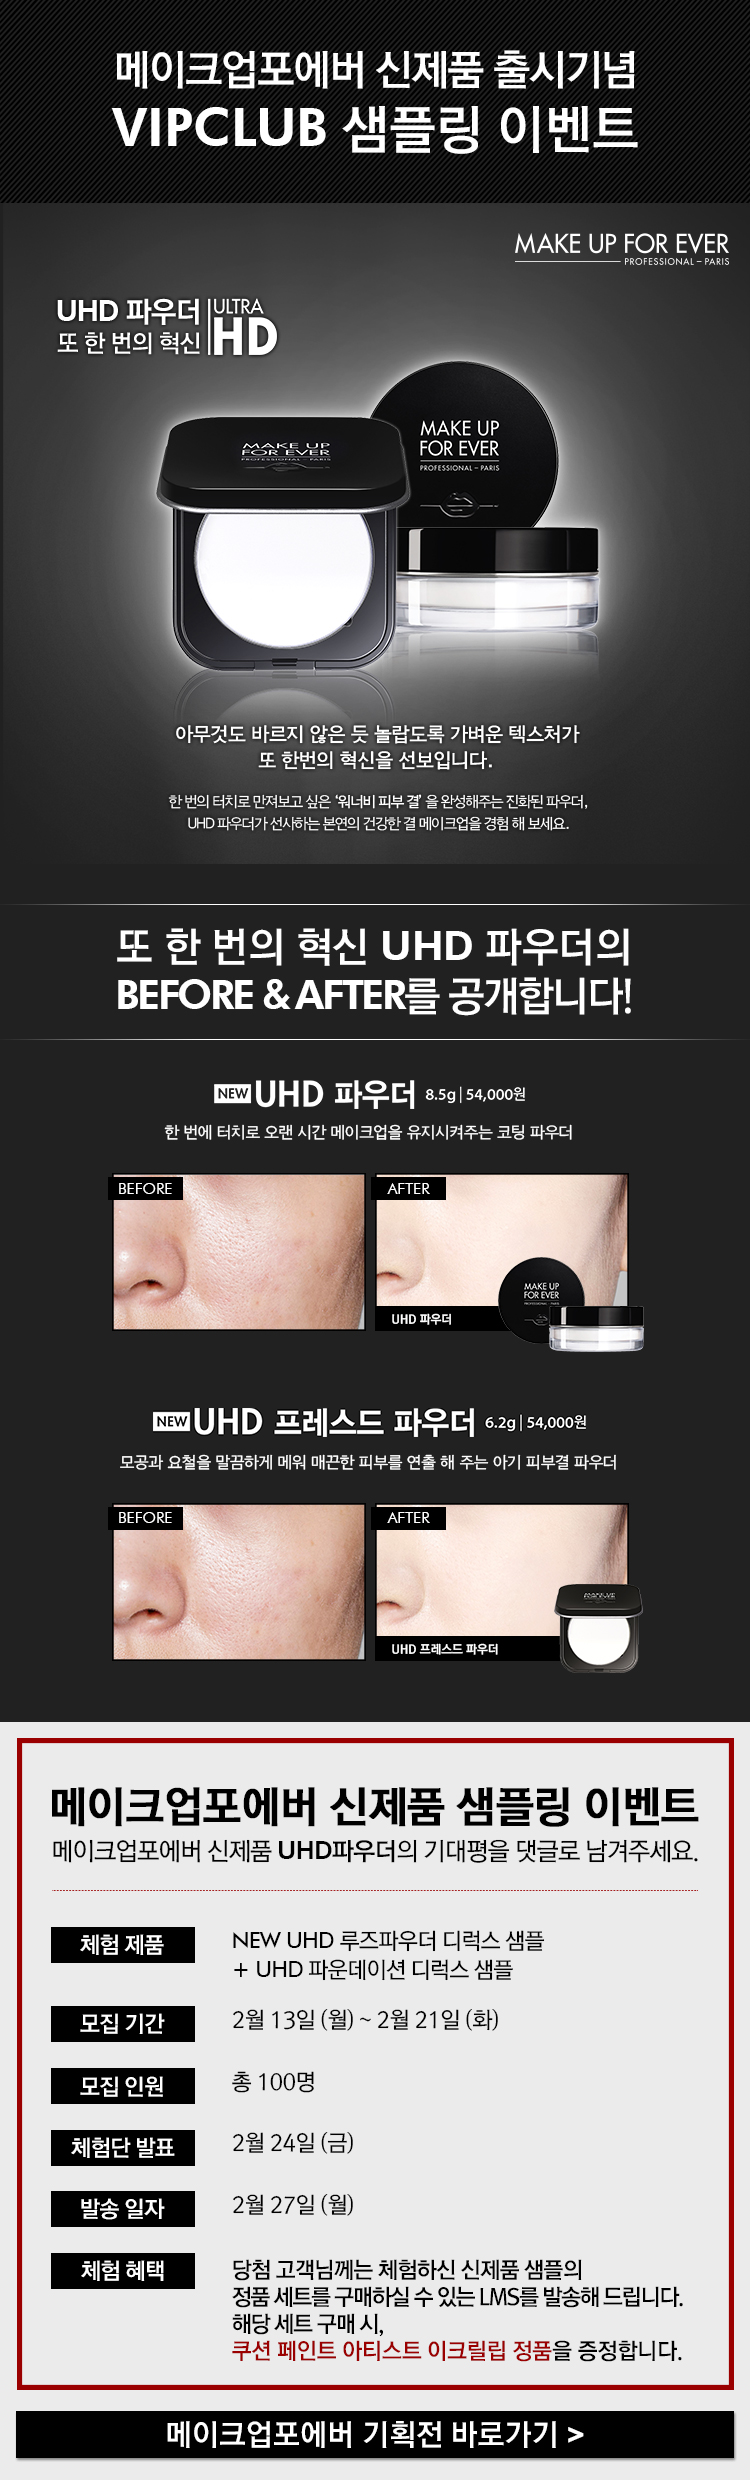 메이크업포에버 신제품 출시기념
VIPCLUB 샘플링 이벤트
MAKE UP FOR EVER
PROFESSIONAL – PARIS
UHD 파우더
또 한 번의 혁신
ULTRA
HD
MAKE UP
FOR EVER
PROFESSIONAL – PARIS
MAKE UP
FOR EVER
PROFESSIONAL – PARIS
아무것도 바르지 않은 듯 놀랍도록 가벼운 텍스처가
또 한번의 혁신을 선보입니다.
한 번의 터치로 만져보고 싶은 '워너비 피부 결' 을 완성해주는 진화된 파우더,
UHD 파우더가 선사하는 본연의 건강한 결 메이크업을 경험 해 보세요.
또 한 번의 혁신 UHD 파우더의
BEFORE & AFTER를 공개합니다!
NEW UHD 파우더 8.5g | 54,000원
한 번에 터치로 오랜 시간 메이크업을 유지시켜주는 코팅 파우더
BEFORE
AFTER
MAKE UP
FOR EVER
PROFESSIONAL – PARIS
UHD 파우더
NEW UHD 프레스드 파우더 6.2g | 54,000원
모공과 요철을 말끔하게 메워 매끈한 피부를 연출 해 주는 아기 피부결 파우더
BEFORE
AFTER
MAKE UP
FOR EVER
UHD 프레스드 파우더
메이크업포에버 신제품 샘플링 이벤트
메이크업포에버 신제품 UHD파우더의 기대평을 댓글로 남겨주세요.
체험 제품
NEW UHD 루즈파우더 디럭스 샘플
+ UHD 파운데이션 디럭스 샘플
모집 기간
2월 13일 (월) ~ 2월 21일 (화)
모집 인원
총 100명
체험단 발표
2월 24일 (금)
발송 일자
2월 27일 (월)
체험 혜택
당첨 고객님께는 체험하신 신제품 샘플의
정품 세트를 구매하실 수 있는 LMS를 발송해 드립니다.
해당 세트 구매 시,
쿠션 페인트 아티스트 이크릴립 정품을 증정합니다.
메이크업포에버 기획전 바로가기 >